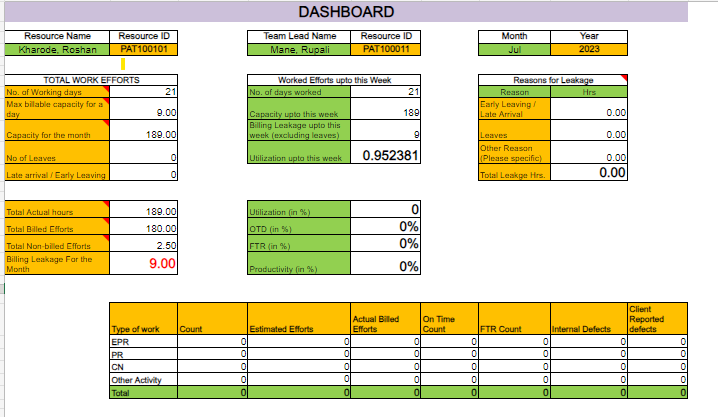 DASHBOARD
Resource Name Resource ID Team Lead Name Resource ID Month Year
Kharode, Roshan PAT100101 Mane, Rupali PAT100011 Jul 2023
TOTAL WORK EFFORTS
No. of Working days 21
Max billable capacity for a
day 9.00
Capacity for the month 189.00
No of Leaves 0
Late arrival / Early Leaving 0
Worked Efforts upto this Week
No. of days worked 21
Capacity upto this week 189
Billing Leakage upto this
week (excluding leaves) 9
Utilization upto this week 0.952381
Reasons for Leakage
Reason Hrs
Early Leaving /
Late Arrival 0.00
Leaves 0.00
Other Reason
(Please specific) 0.00
Total Leakge Hrs. 0.00
Total Actual hours 189.00
Total Billed Efforts 180.00
Total Non-billed Efforts 2.50
Billing Leakage For the
Month 9.00
Utilization (in %) 0
OTD (in %) 0%
FTR (in %) 0%
Productivity (in %) 0%
Type of work Count Estimated Efforts Actual Billed
Efforts On Time
Count FTR Count Internal Defects Client
Reported
defects
EPR 0 0 0 0 0 0 0
PR 0 0 0 0 0 0 0
CN 0 0 0 0 0 0 0
Other Activity 0 0 0 0 0 0 0
Total 0 0 0 0 0 0 0